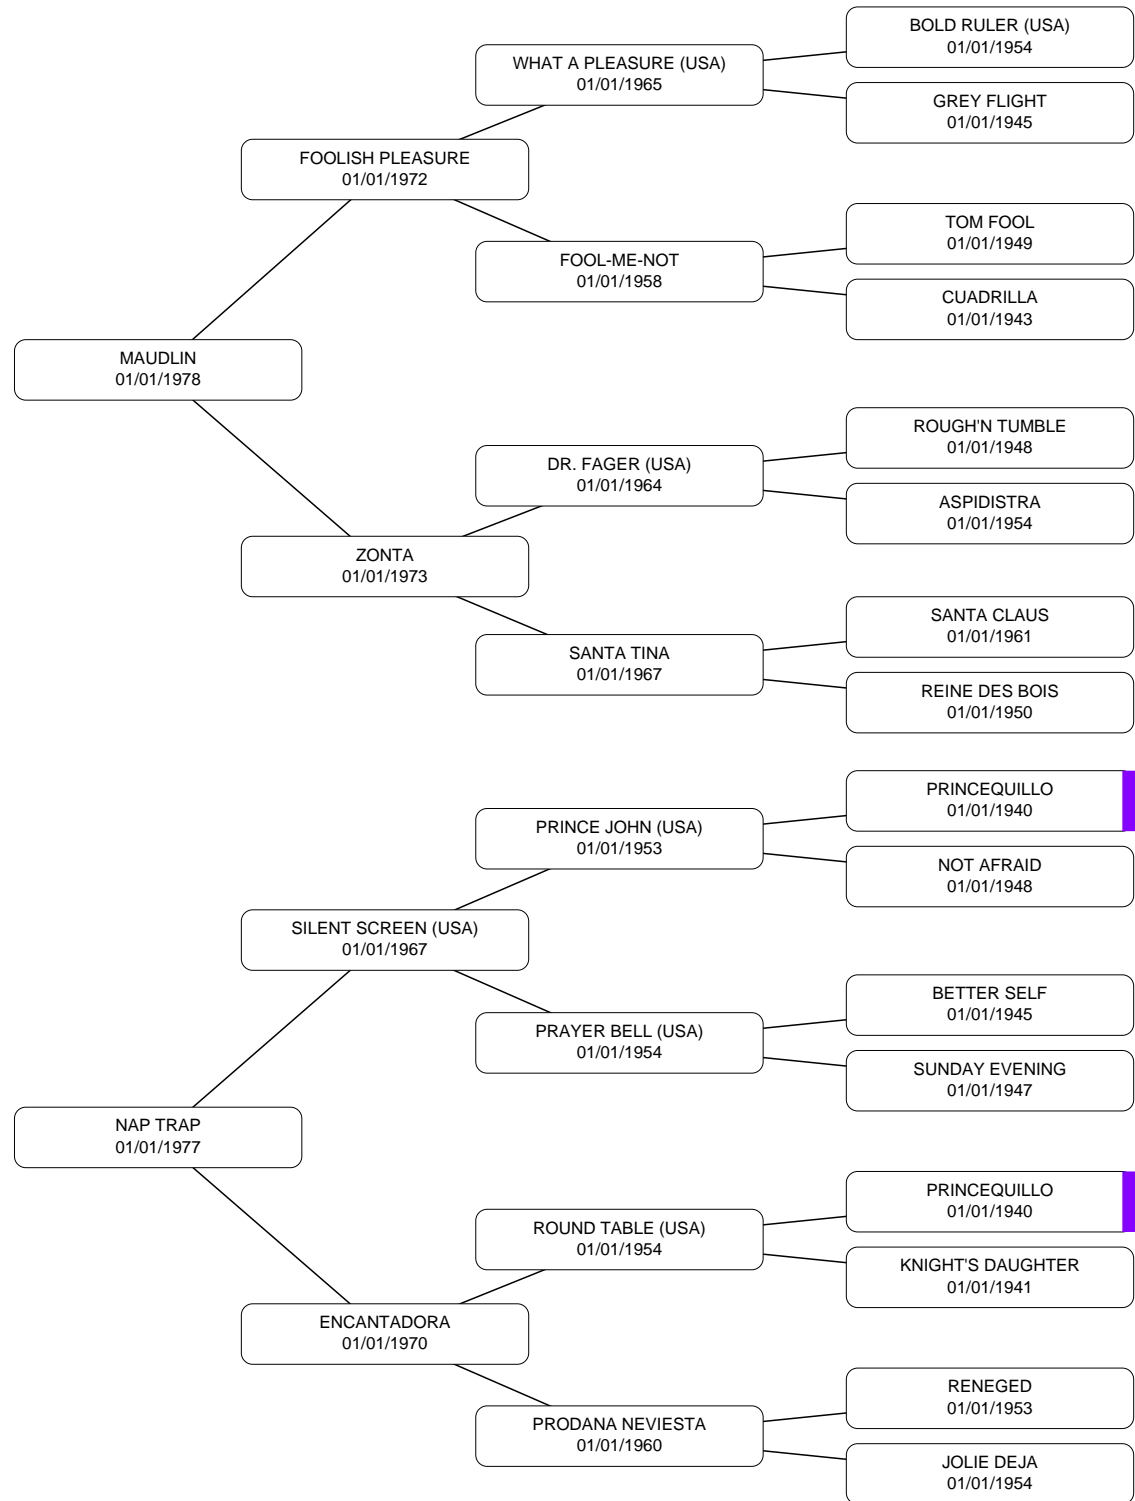 BOLD RULER (USA)
01/01/1954
WHAT A PLEASURE (USA)
01/01/1965
GREY FLIGHT
01/01/1945
FOOLISH PLEASURE
01/01/1972
TOM FOOL
01/01/1949
FOOL-ME-NOT
01/01/1958
CUADRILLA
01/01/1943
MAUDLIN
01/01/1978
ROUGH'N TUMBLE
01/01/1948
DR. FAGER (USA)
01/01/1964
ASPIDISTRA
01/01/1954
ZONTA
01/01/1973
SANTA CLAUS
01/01/1961
SANTA TINA
01/01/1967
REINE DES BOIS
01/01/1950
PRINCEQUILLO
01/01/1940
PRINCE JOHN (USA)
01/01/1953
NOT AFRAID
01/01/1948
SILENT SCREEN (USA)
01/01/1967
BETTER SELF
01/01/1945
PRAYER BELL (USA)
01/01/1954
SUNDAY EVENING
01/01/1947
NAP TRAP
01/01/1977
PRINCEQUILLO
01/01/1940
ROUND TABLE (USA)
01/01/1954
KNIGHT'S DAUGHTER
01/01/1941
ENCANTADORA
01/01/1970
RENEGED
01/01/1953
PRODANA NEVIESTA
01/01/1960
JOLIE DEJA
01/01/1954